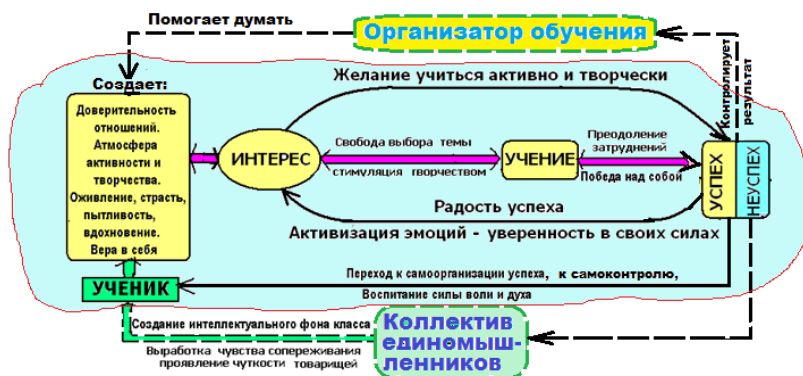 Помогает думать
Организатор обучения
Создает:
Доверительность
отношений.
Атмосфера
активности и
творчества.
Оживление, страсть,
пытливость,
вдохновение.
Вера в себя
Желание учиться активно и творчески
Контролирует
результат
ИНТЕРЕС
Свобода выбора темы
стимуляция творчеством
УЧЕНИЕ
Преодоление
затруднений
Победа над собой
УСПЕХ
НЕУСПЕХ
Радость успеха
Активизация эмоций - уверенность в своих силах
УЧЕНИК
Переход к самоорганизации успеха, к самоконтролю,
Воспитание силы воли и духа
Создание интеллектуального фона класса
Выработка чувства сопереживания
проявление чуткости товарищей
Коллектив
единомыш-
ленников